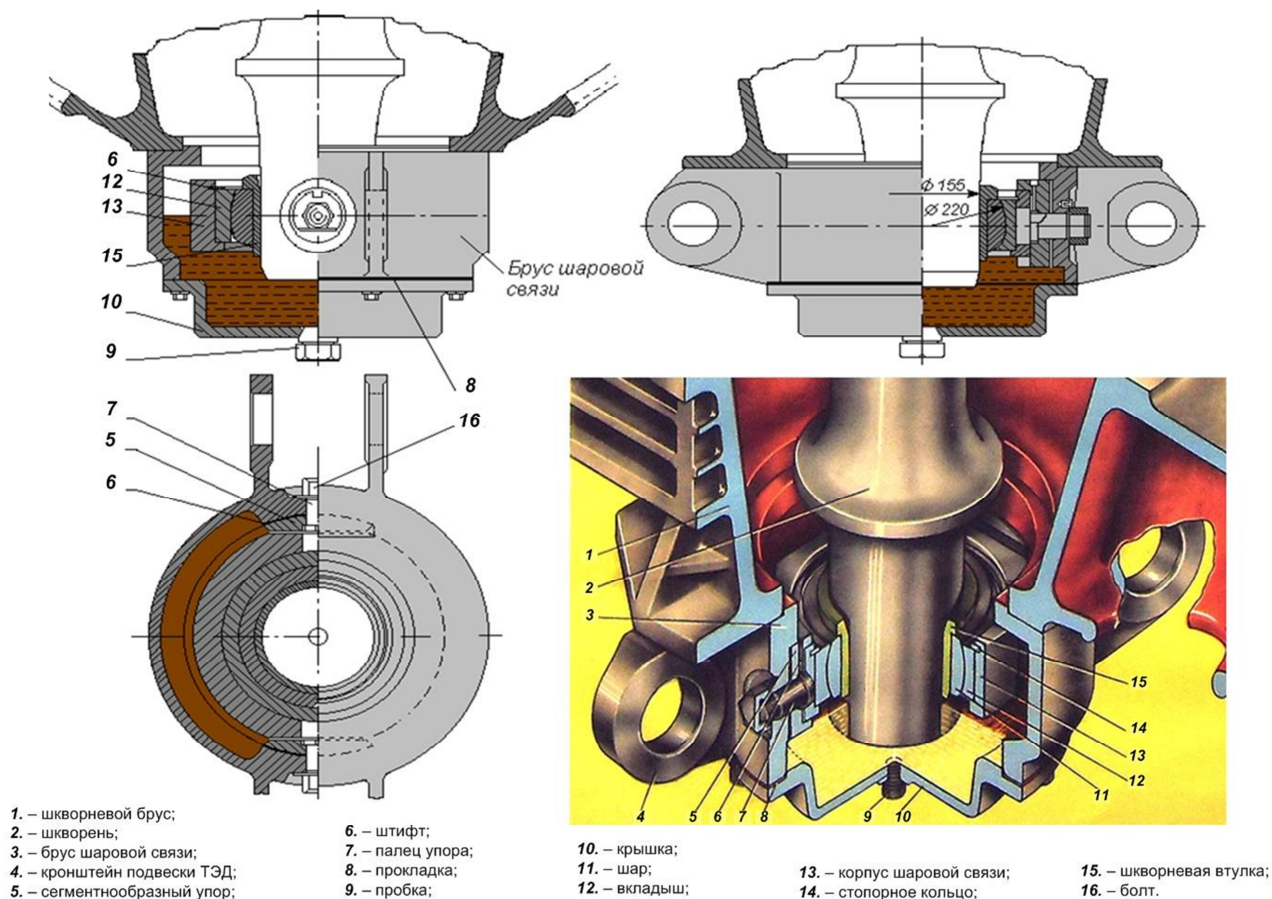 6
12
13
15
10
9
8
Брус шаровой
связи
ϕ 155
∅ 220
7
5
6
16
1
2
3
4
5
6
7
8
9
10
11
12
13
14
15
1. – шкворневой брус;
2. – шкворень;
3. – брус шаровой связи;
4. – кронштейн подвески ТЭД;
5. – сегментнообразный упор;
6. – штифт;
7. – палец упора;
8. – прокладка;
9. – пробка;
10. – крышка;
11. – шар;
12. – вкладыш;
13. – корпус шаровой связи;
14. – стопорное кольцо;
15. – шкворневая втулка;
16. – болт.